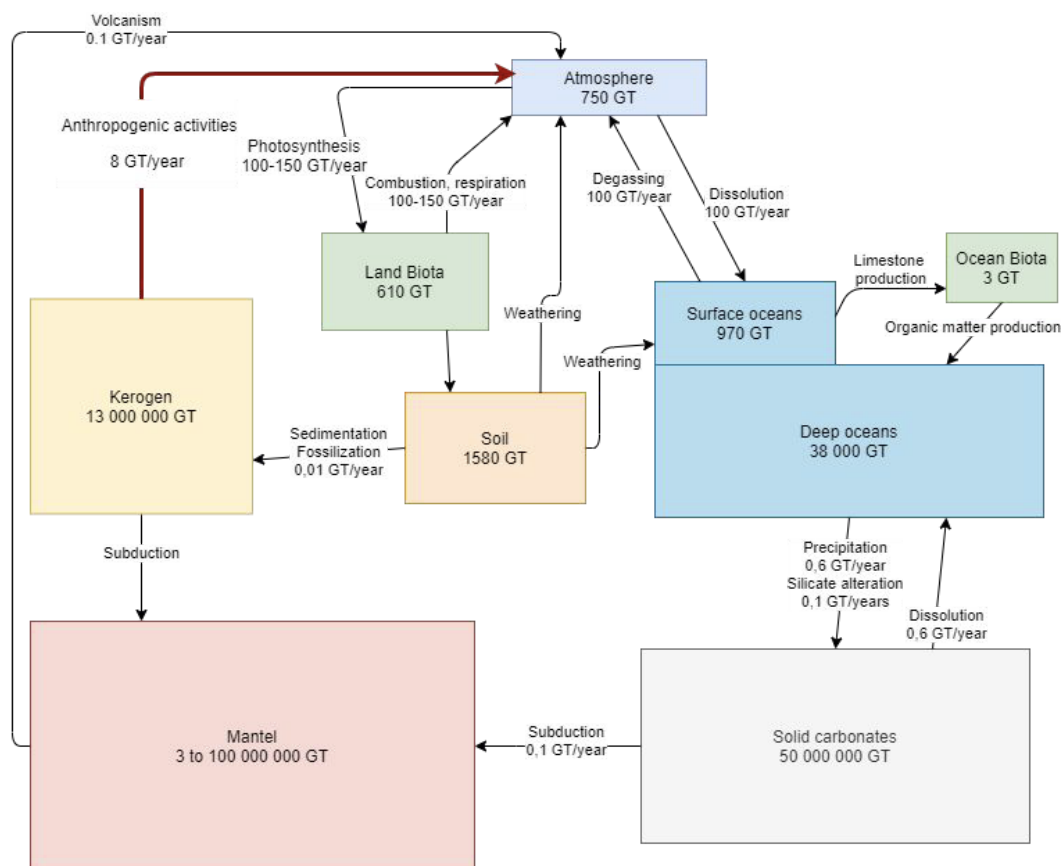 Volcanism
0.1 GT/year
Atmosphere
750 GT
Anthropogenic activities
8 GT/year
Photosynthesis
100-150 GT/year
Combustion, respiration
100-150 GT/year
Degassing
100 GT/year
Dissolution
100 GT/year
Land Biota
610 GT
Limestone
production
Ocean Biota
3 GT
Weathering
Surface oceans
970 GT
Organic matter production
Weathering
Kerogen
13 000 000 GT
Sedimentation
Fossilization
0,01 GT/year
Soil
1580 GT
Deep oceans
38 000 GT
Subduction
Precipitation
0,6 GT/year
Silicate alteration
0,1 GT/years
Dissolution
0,6 GT/year
Mantel
3 to 100 000 000 GT
Subduction
0,1 GT/year
Solid carbonates
50 000 000 GT